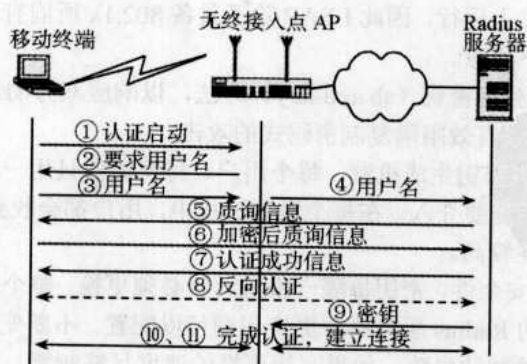 无线接入点 AP
Radius
服务器
移动终端
①认证启动
②要求用户名
③用户名
④用户名
⑤质询信息
⑥加密后质询信息
⑦认证成功信息
⑧反向认证
⑨密钥
⑩、⑪ 完成认证，建立连接